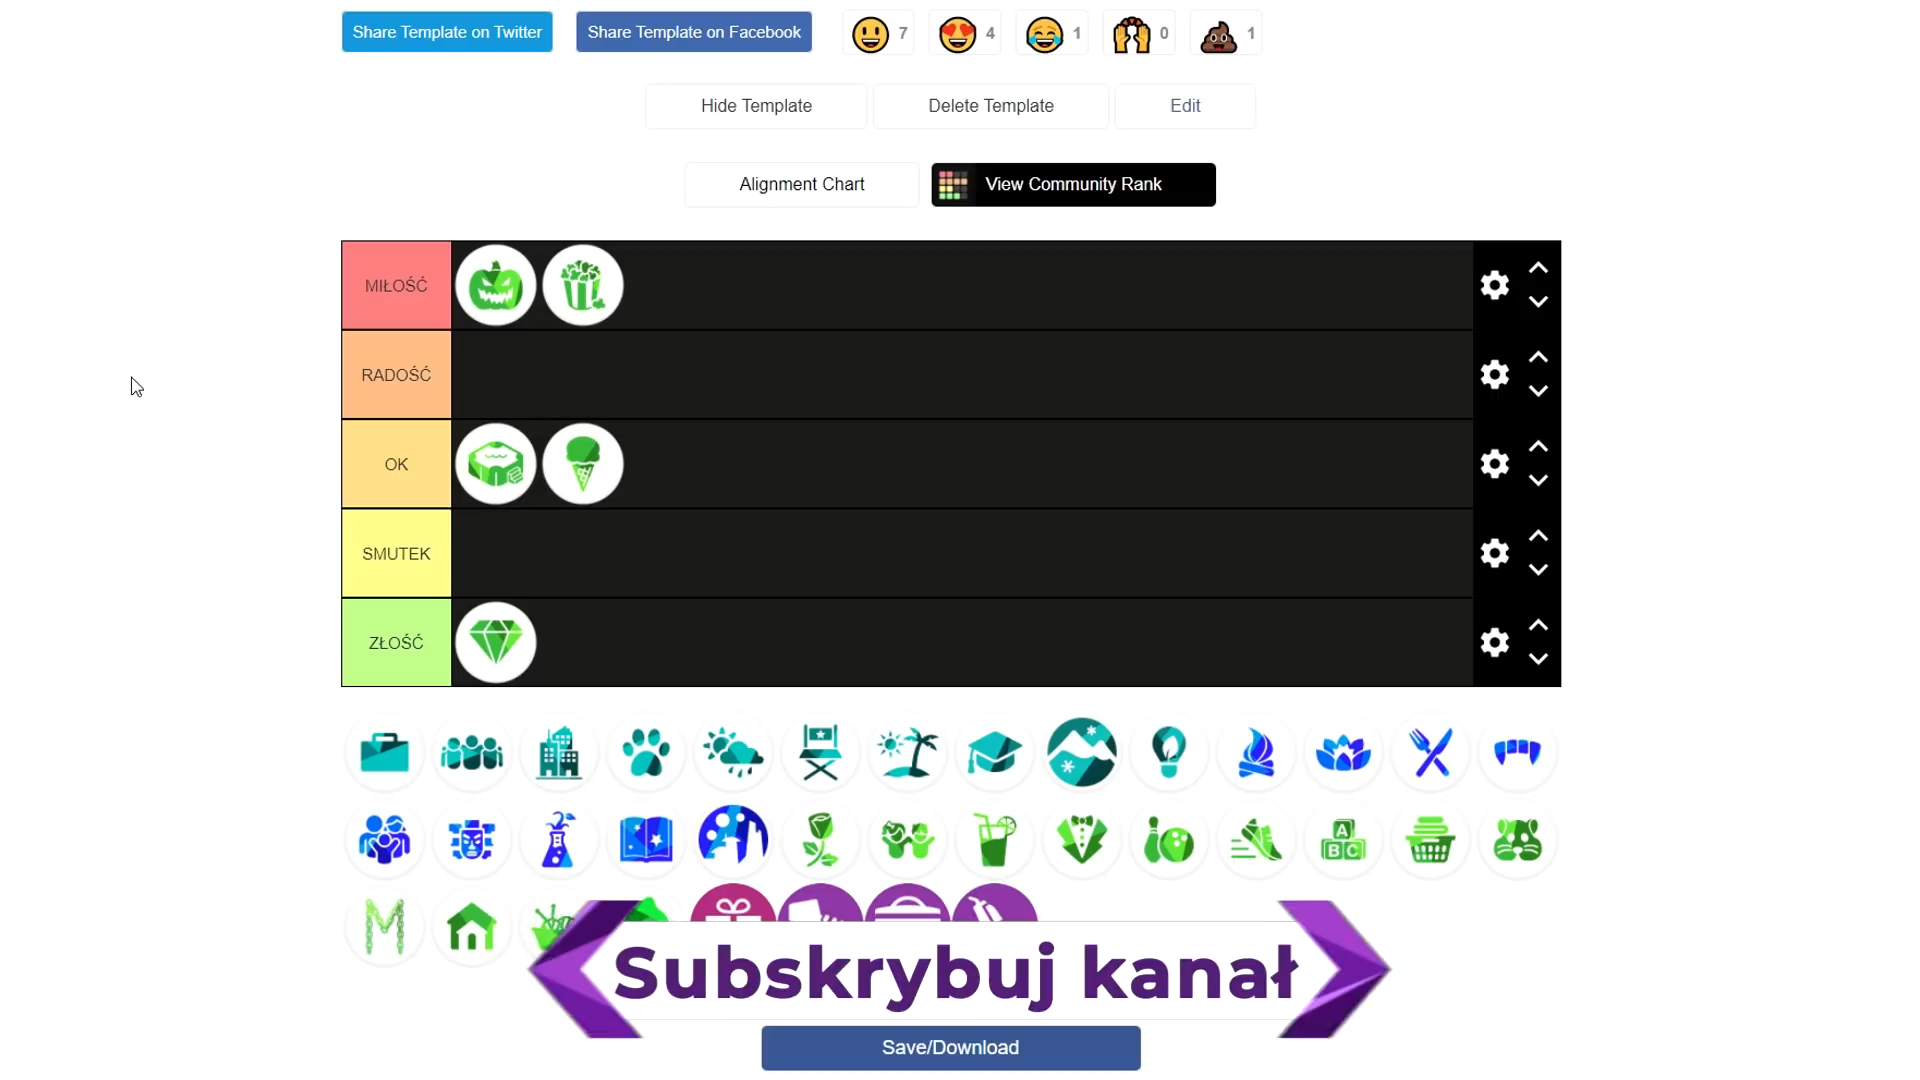 Share Template on Twitter
Share Template on Facebook
7
4
1
0
1
Hide Template
Delete Template
Edit
Alignment Chart
View Community Rank
MIŁOŚĆ
RADOŚĆ
OK
SMUTEK
ZŁOŚĆ
A
B C
M
Subskrybuj kanał
Save/Download